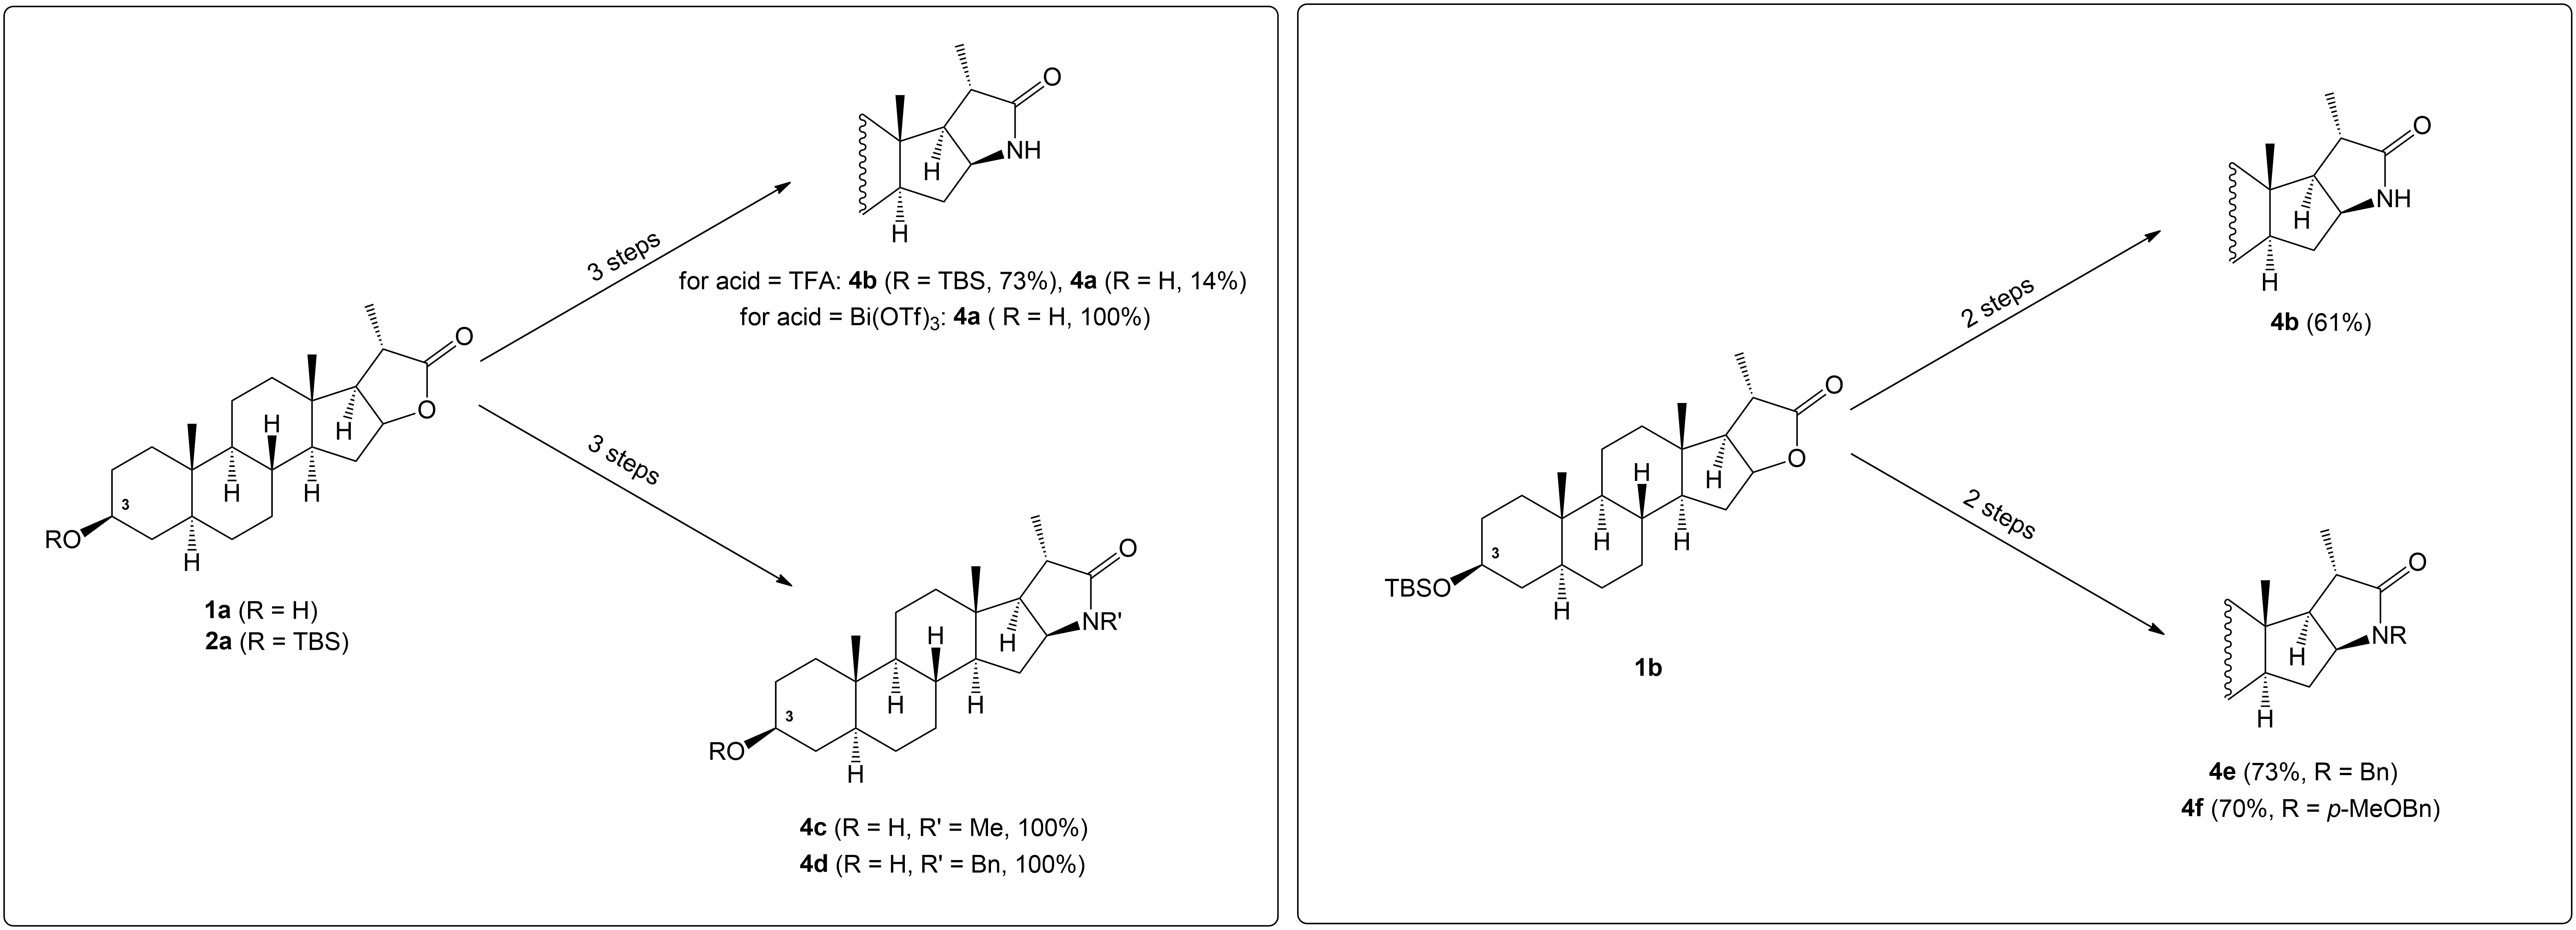 3 steps
O
NH
H
H
for acid = TFA: 4b (R = TBS, 73%), 4a (R = H, 14%)
for acid = Bi(OTf)3: 4a ( R = H, 100%)
O
O
H
H
H
H
3
RO
H
1a (R = H)
2a (R = TBS)
3 steps
O
NR'
H
H
H
H
3
RO
H
4c (R = H, R' = Me, 100%)
4d (R = H, R' = Bn, 100%)
2 steps
O
NH
H
H
4b (61%)
O
O
H
H
H
H
3
TBSO
H
1b
2 steps
O
NR
H
H
4e (73%, R = Bn)
4f (70%, R = p-MeOBn)